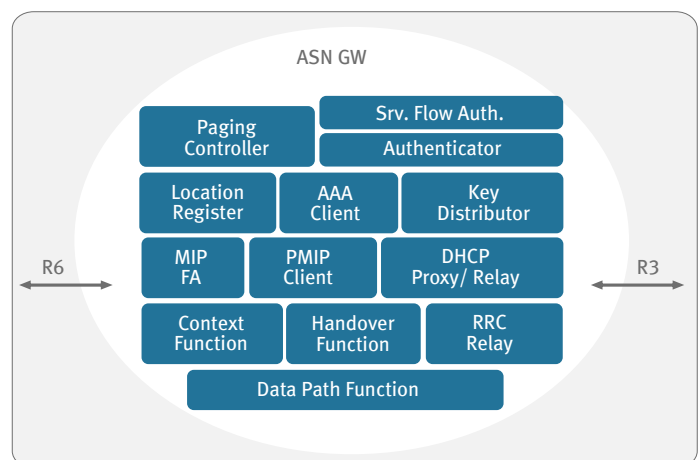 ASN GW
Paging
Controller
Srv. Flow Auth.
Authenticator
Location
Register
AAA
Client
Key
Distributor
R6
MIP
FA
PMIP
Client
DHCP
Proxy/ Relay
R3
Context
Function
Handover
Function
RRC
Relay
Data Path Function